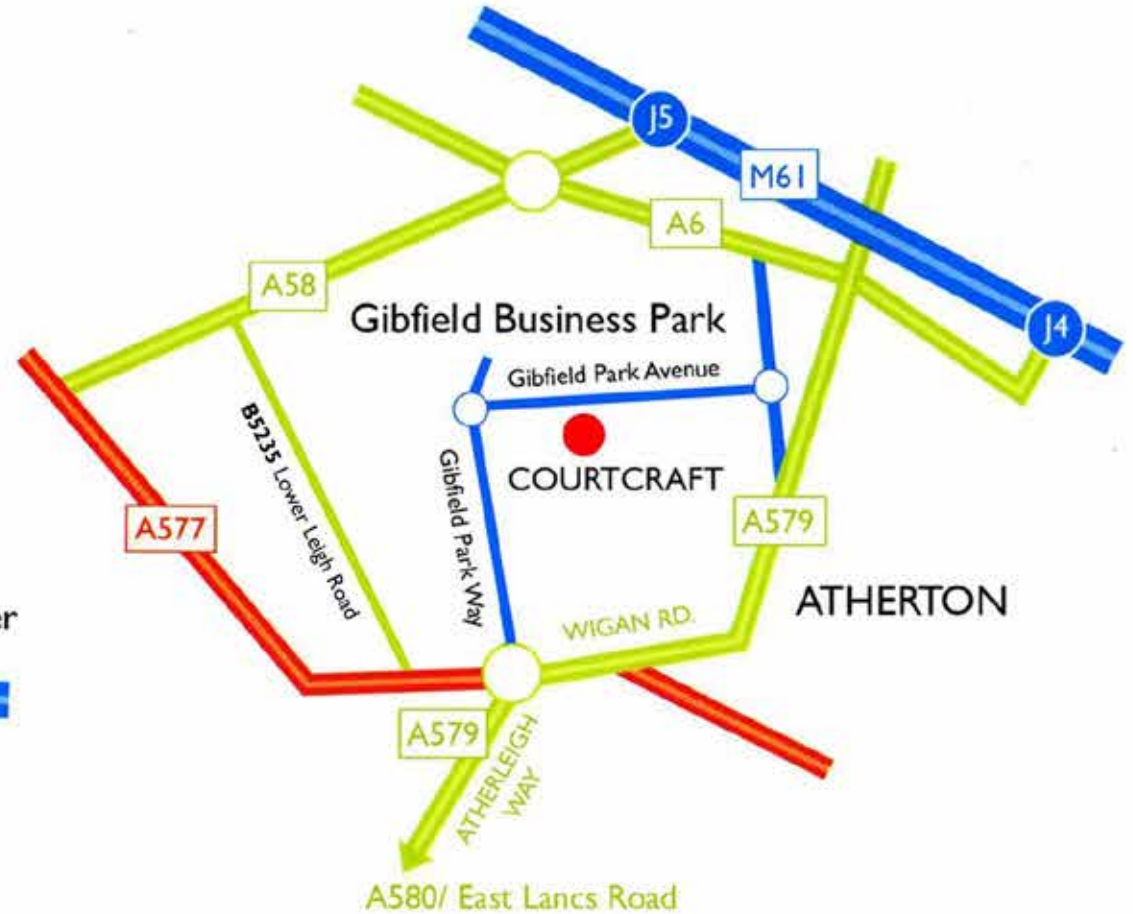 J5
M61
A6
A58
J4
Gibfield Business Park
Gibfield Park Avenue
B5235 Lower Leigh Road
Gibfield Park Way
COURTCRAFT
A577
A579
ATHERTON
er
WIGAN RD.
A579
ATHERLEIGH
WAY
A580/ East Lancs Road